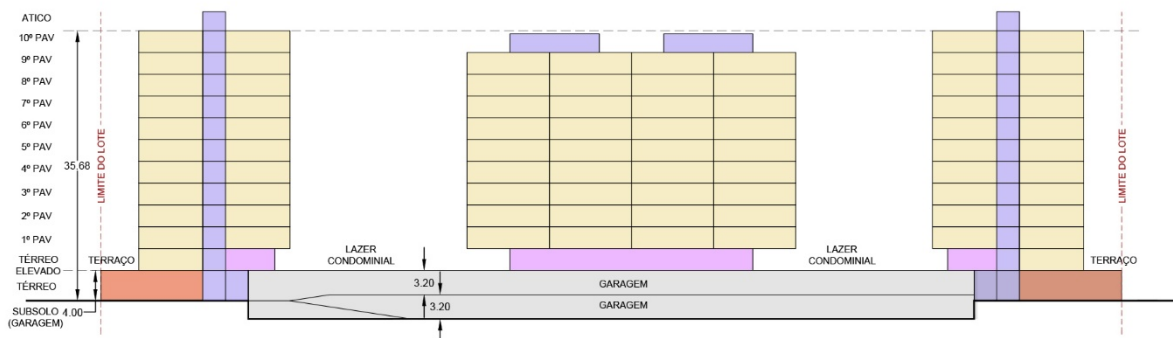 ATICO
10º PAV
9º PAV
8º PAV
7º PAV
6º PAV
5º PAV
4º PAV
3º PAV
2º PAV
1º PAV
TÉRREO
ELEVADO
TÉRREO
SUBSOLO
(GARAGEM)
35.68
4.00
LIMITE DO LOTE
TERRAÇO
LAZER
CONDOMINIAL
3.20
3.20
GARAGEM
GARAGEM
LAZER
CONDOMINIAL
TERRAÇO
LIMITE DO LOTE